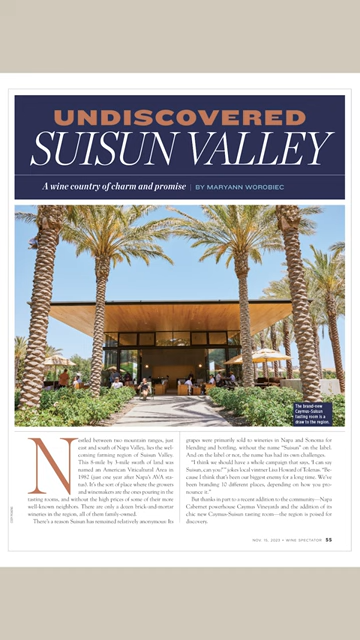 UNDISCOVERED
SUISUN VALLEY
A wine country of charm and promise | BY MARYANN WOROBIEC
The brand-new
Caymus-Suisun
tasting room is a
draw to the region.
Nestled between two mountain ranges, just
east and south of Napa Valley, lies the wel-
coming farming region of Suisun Valley.
This 8-mile by 3-mile swath of land was
named an American Viticultural Area in
1982 (just one year after Napa's AVA sta-
tus). It's the sort of place where the growers
and winemakers are the ones pouring in the
tasting rooms, and without the high prices of some of their more
well-known neighbors. There are only a dozen brick-and-mortar
wineries in the region, all of them family-owned.
There's a reason Suisun has remained relatively anonymous: Its
grapes were primarily sold to wineries in Napa and Sonoma for
blending and bottling, without the name "Suisun" on the label.
And on the label or not, the name has had its own challenges.
"I think we should have a whole campaign that says, 'I can say
Suisun, can you?'" jokes local vintner Lisa Howard of Tolenas. "Be-
cause I think that's been our biggest enemy for a long time. We've
been branding 12 different places, depending on how you pro-
nounce it."
But thanks in part to a recent addition to the community—Napa
Cabernet powerhouse Caymus Vineyards and the addition of its
chic new Caymus-Suisun tasting room—the region is poised for
discovery.
NOV. 15, 2023 • WINE SPECTATOR 55